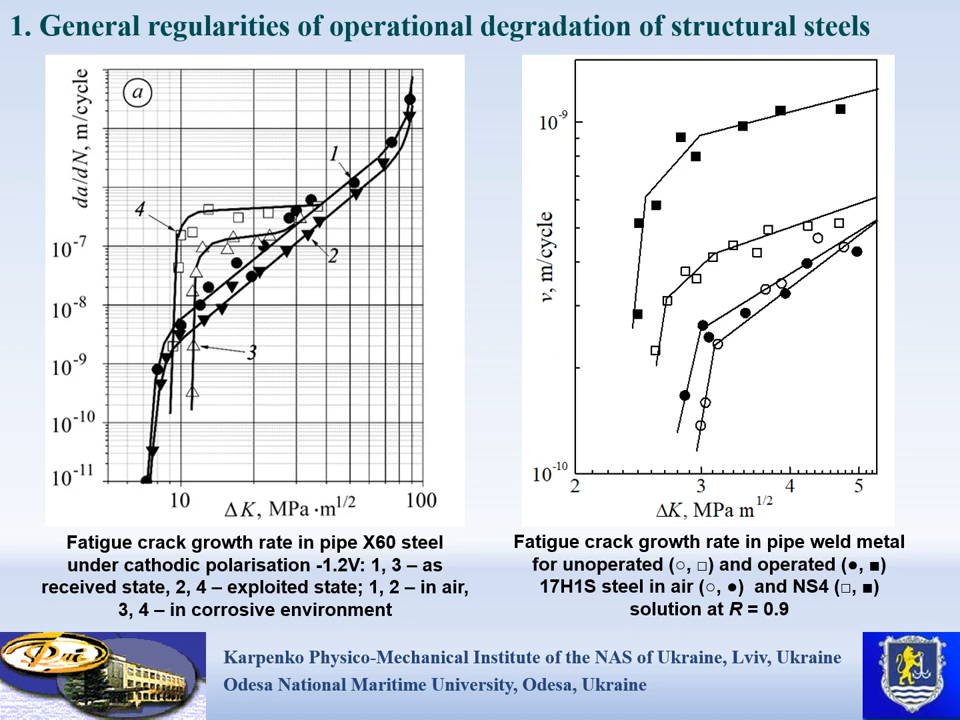 1. General regularities of operational degradation of structural steels
a
da/dN, m/cycle
10-7
10-8
10-9
10-10
10-11
10
100
ΔK, MPa·m1/2
1
2
3
4
10-9
10-10
v, m/cycle
2
3
4
5
ΔK, MPa m1/2
Fatigue crack growth rate in pipe X60 steel
under cathodic polarisation -1.2V: 1, 3 – as
received state, 2, 4 – exploited state; 1, 2 – in air,
3, 4 – in corrosive environment
Fatigue crack growth rate in pipe weld metal
for unoperated (○, □) and operated (●, ■)
17H1S steel in air (○, ●) and NS4 (□, ■)
solution at R = 0.9
Karpenko Physico-Mechanical Institute of the NAS of Ukraine, Lviv, Ukraine
Odesa National Maritime University, Odesa, Ukraine